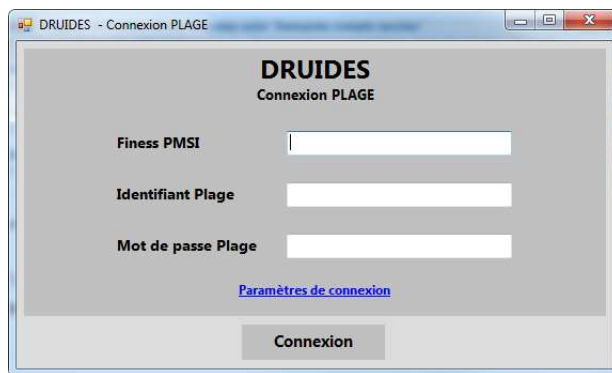 DRUIDES - Connexion PLAGE
DRUIDES
Connexion PLAGE
Finess PMSI
Identifiant Plage
Mot de passe Plage
Paramètres de connexion
Connexion